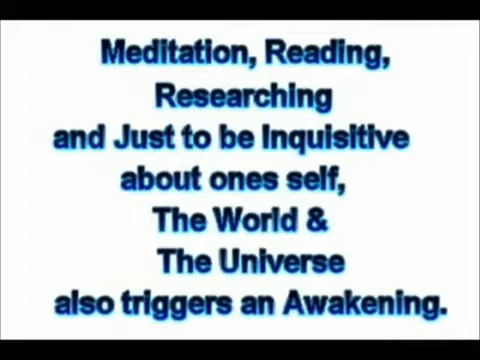 Meditation, Reading,
Researching
and Just to be Inquisitive
about ones self,
The World &
The Universe
also triggers an Awakening.